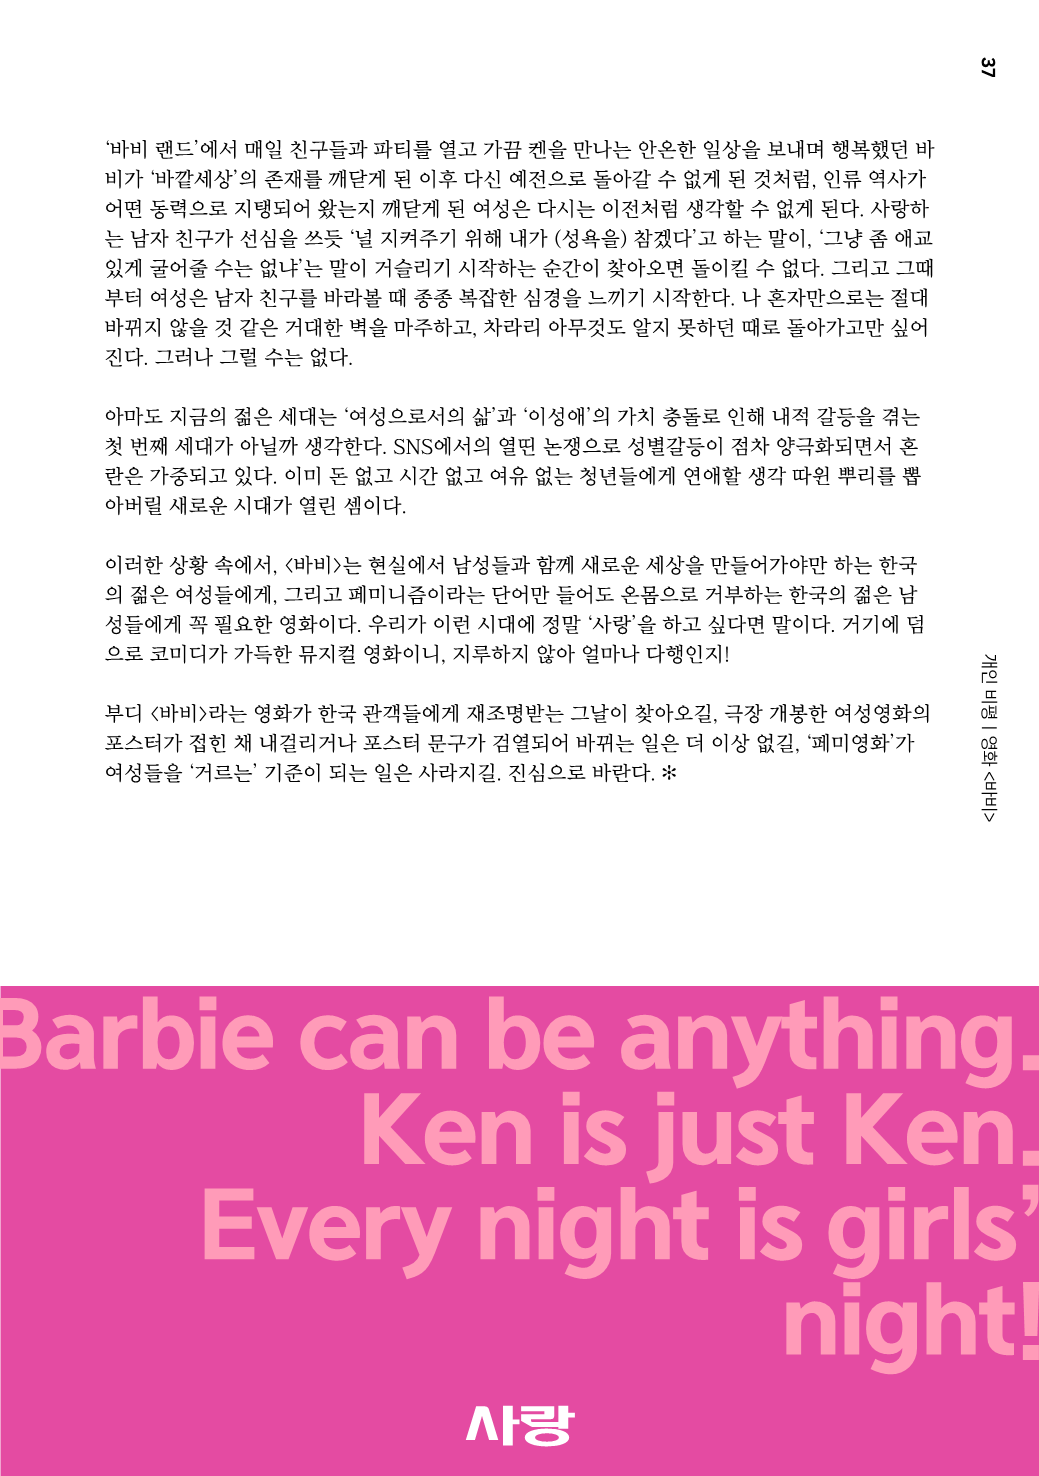 37
‘바비 랜드’에서 매일 친구들과 파티를 열고 가끔 켄을 만나는 안온한 일상을 보내며 행복했던 바
비가 ‘바깥세상’의 존재를 깨닫게 된 이후 다신 예전으로 돌아갈 수 없게 된 것처럼, 인류 역사가
어떤 동력으로 지탱되어 왔는지 깨닫게 된 여성은 다시는 이전처럼 생각할 수 없게 된다. 사랑하
는 남자 친구가 선심을 쓰듯 ‘널 지켜주기 위해 내가 (성욕을) 참겠다’고 하는 말이, ‘그냥 좀 애교
있게 굴어줄 수는 없냐’는 말이 거슬리기 시작하는 순간이 찾아오면 돌이킬 수 없다. 그리고 그때
부터 여성은 남자 친구를 바라볼 때 종종 복잡한 심경을 느끼기 시작한다. 나 혼자만으로는 절대
바뀌지 않을 것 같은 거대한 벽을 마주하고, 차라리 아무것도 알지 못하던 때로 돌아가고만 싶어
진다. 그러나 그럴 수는 없다.
아마도 지금의 젊은 세대는 ‘여성으로서의 삶’과 ‘이성애’의 가치 충돌로 인해 내적 갈등을 겪는
첫 번째 세대가 아닐까 생각한다. SNS에서의 열띤 논쟁으로 성별갈등이 점차 양극화되면서 혼
란은 가중되고 있다. 이미 돈 없고 시간 없고 여유 없는 청년들에게 연애할 생각 따윈 뿌리를 뽑
아버릴 새로운 시대가 열린 셈이다.
이러한 상황 속에서, 〈바비〉는 현실에서 남성들과 함께 새로운 세상을 만들어가야만 하는 한국
의 젊은 여성들에게, 그리고 페미니즘이라는 단어만 들어도 온몸으로 거부하는 한국의 젊은 남
성들에게 꼭 필요한 영화이다. 우리가 이런 시대에 정말 ‘사랑’을 하고 싶다면 말이다. 거기에 덤
으로 코미디가 가득한 뮤지컬 영화이니, 지루하지 않아 얼마나 다행인지!
부디 〈바비〉라는 영화가 한국 관객들에게 재조명받는 그날이 찾아오길, 극장 개봉한 여성영화의
포스터가 접힌 채 내걸리거나 포스터 문구가 검열되어 바뀌는 일은 더 이상 없길, ‘페미영화’가
여성들을 ‘거르는’ 기준이 되는 일은 사라지길. 진심으로 바란다. ✻
개인 비평 | 영화 <바비>
Barbie can be anything.
Ken is just Ken.
Every night is girls’
night!
사랑